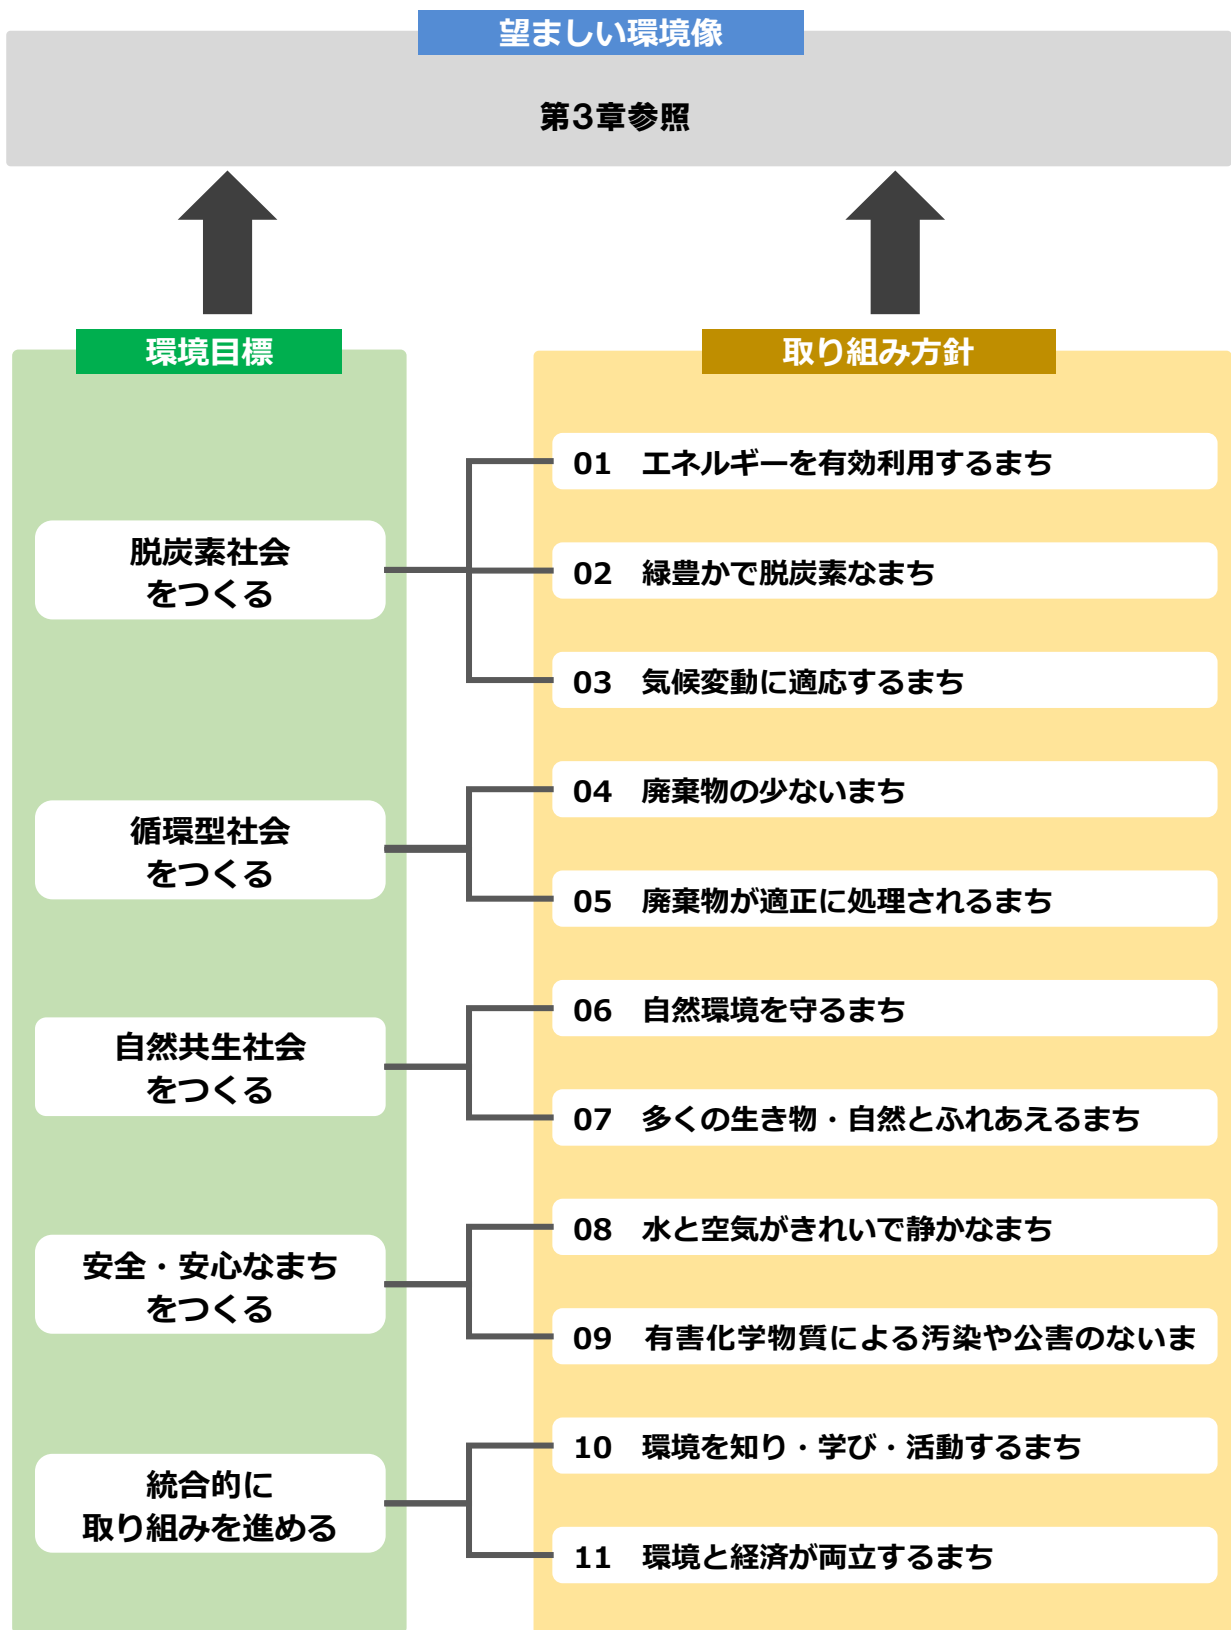 望ましい環境像
第3章参照
環境目標
取り組み方針
脱炭素社会
をつくる
01 エネルギーを有効利用するまち
02 緑豊かで脱炭素なまち
03 気候変動に適応するまち
循環型社会
をつくる
04 廃棄物の少ないまち
05 廃棄物が適正に処理されるまち
自然共生社会
をつくる
06 自然環境を守るまち
07 多くの生き物・自然とふれあえるまち
安全・安心なまち
をつくる
08 水と空気がきれいで静かなまち
09 有害化学物質による汚染や公害のないま
統合的に
取り組みを進める
10 環境を知り・学び・活動するまち
11 環境と経済が両立するまち